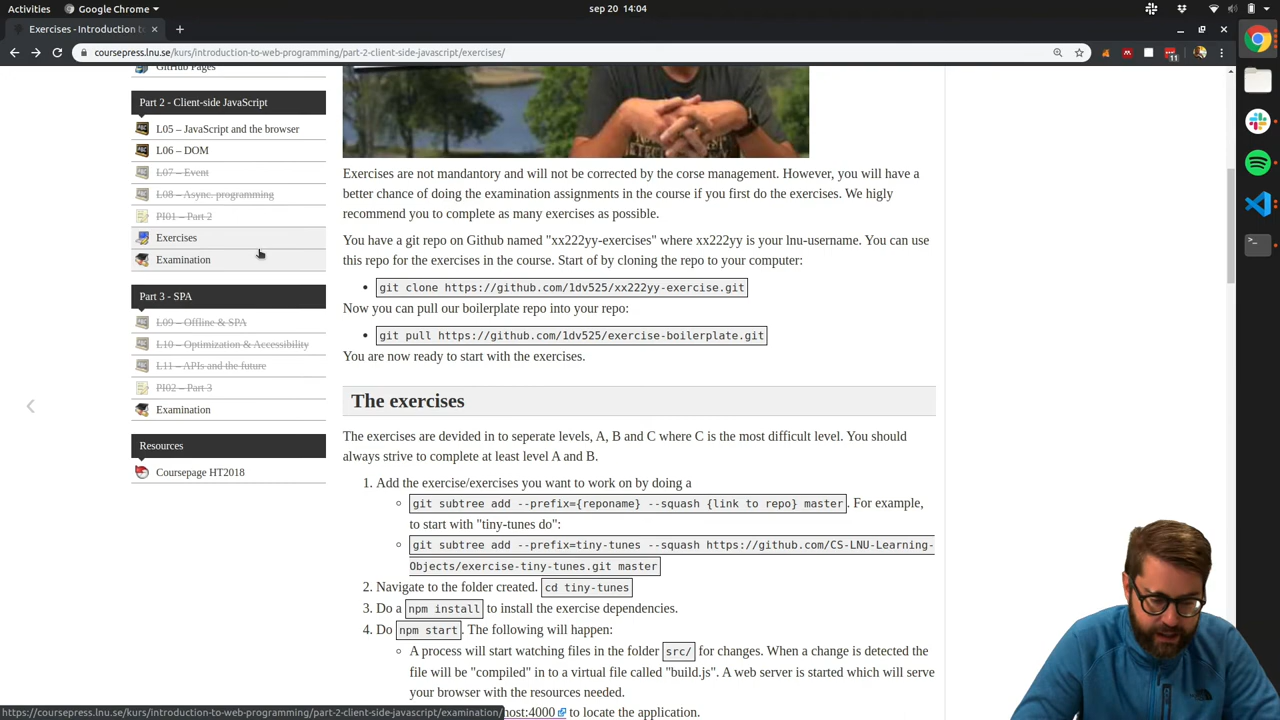 Activities Google Chrome sep 20 14:04
Exercises - Introduction to
coursepress.lnu.se/kurs/introduction-to-web-programming/part-2-client-side-javascript/exercises/
11
GitHub Pages
Part 2 - Client-side JavaScript
L05 – JavaScript and the browser
L06 – DOM
L07 – Event
L08 – Async. programming
PI01 – Part 2
Exercises
Examination
Part 3 - SPA
L09 – Offline & SPA
L10 – Optimization & Accessibility
L11 – APIs and the future
PI02 – Part 3
Examination
Resources
Coursepage HT2018
Exercises are not mandantory and will not be corrected by the corse management. However, you will have a
better chance of doing the examination assignments in the course if you first do the exercises. We higly
recommend you to complete as many exercises as possible.
You have a git repo on Github named "xx222yy-exercises" where xx222yy is your lnu-username. You can use
this repo for the exercises in the course. Start of by cloning the repo to your computer:
• git clone https://github.com/1dv525/xx222yy-exercise.git
Now you can pull our boilerplate repo into your repo:
• git pull https://github.com/1dv525/exercise-boilerplate.git
You are now ready to start with the exercises.
The exercises
The exercises are devided in to seperate levels, A, B and C where C is the most difficult level. You should
always strive to complete at least level A and B.
1. Add the exercise/exercises you want to work on by doing a
◦ git subtree add --prefix={reponame} --squash {link to repo} master. For example,
to start with "tiny-tunes do":
◦ git subtree add --prefix=tiny-tunes --squash https://github.com/CS-LNU-Learning-
Objects/exercise-tiny-tunes.git master
2. Navigate to the folder created. cd tiny-tunes
3. Do a npm install to install the exercise dependencies.
4. Do npm start. The following will happen:
◦ A process will start watching files in the folder src/ for changes. When a change is detected the
file will be "compiled" in to a virtual file called "build.js". A web server is started which will serve
your browser with the resources needed.
host:4000 to locate the application.
https://coursepress.lnu.se/kurs/introduction-to-web-programming/part-2-client-side-javascript/examination/